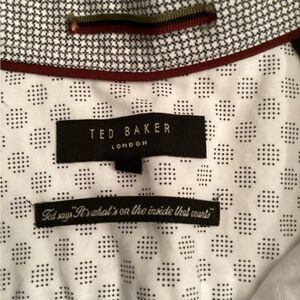 TED BAKER
LONDON
Ted says "It's what's on the inside that counts"